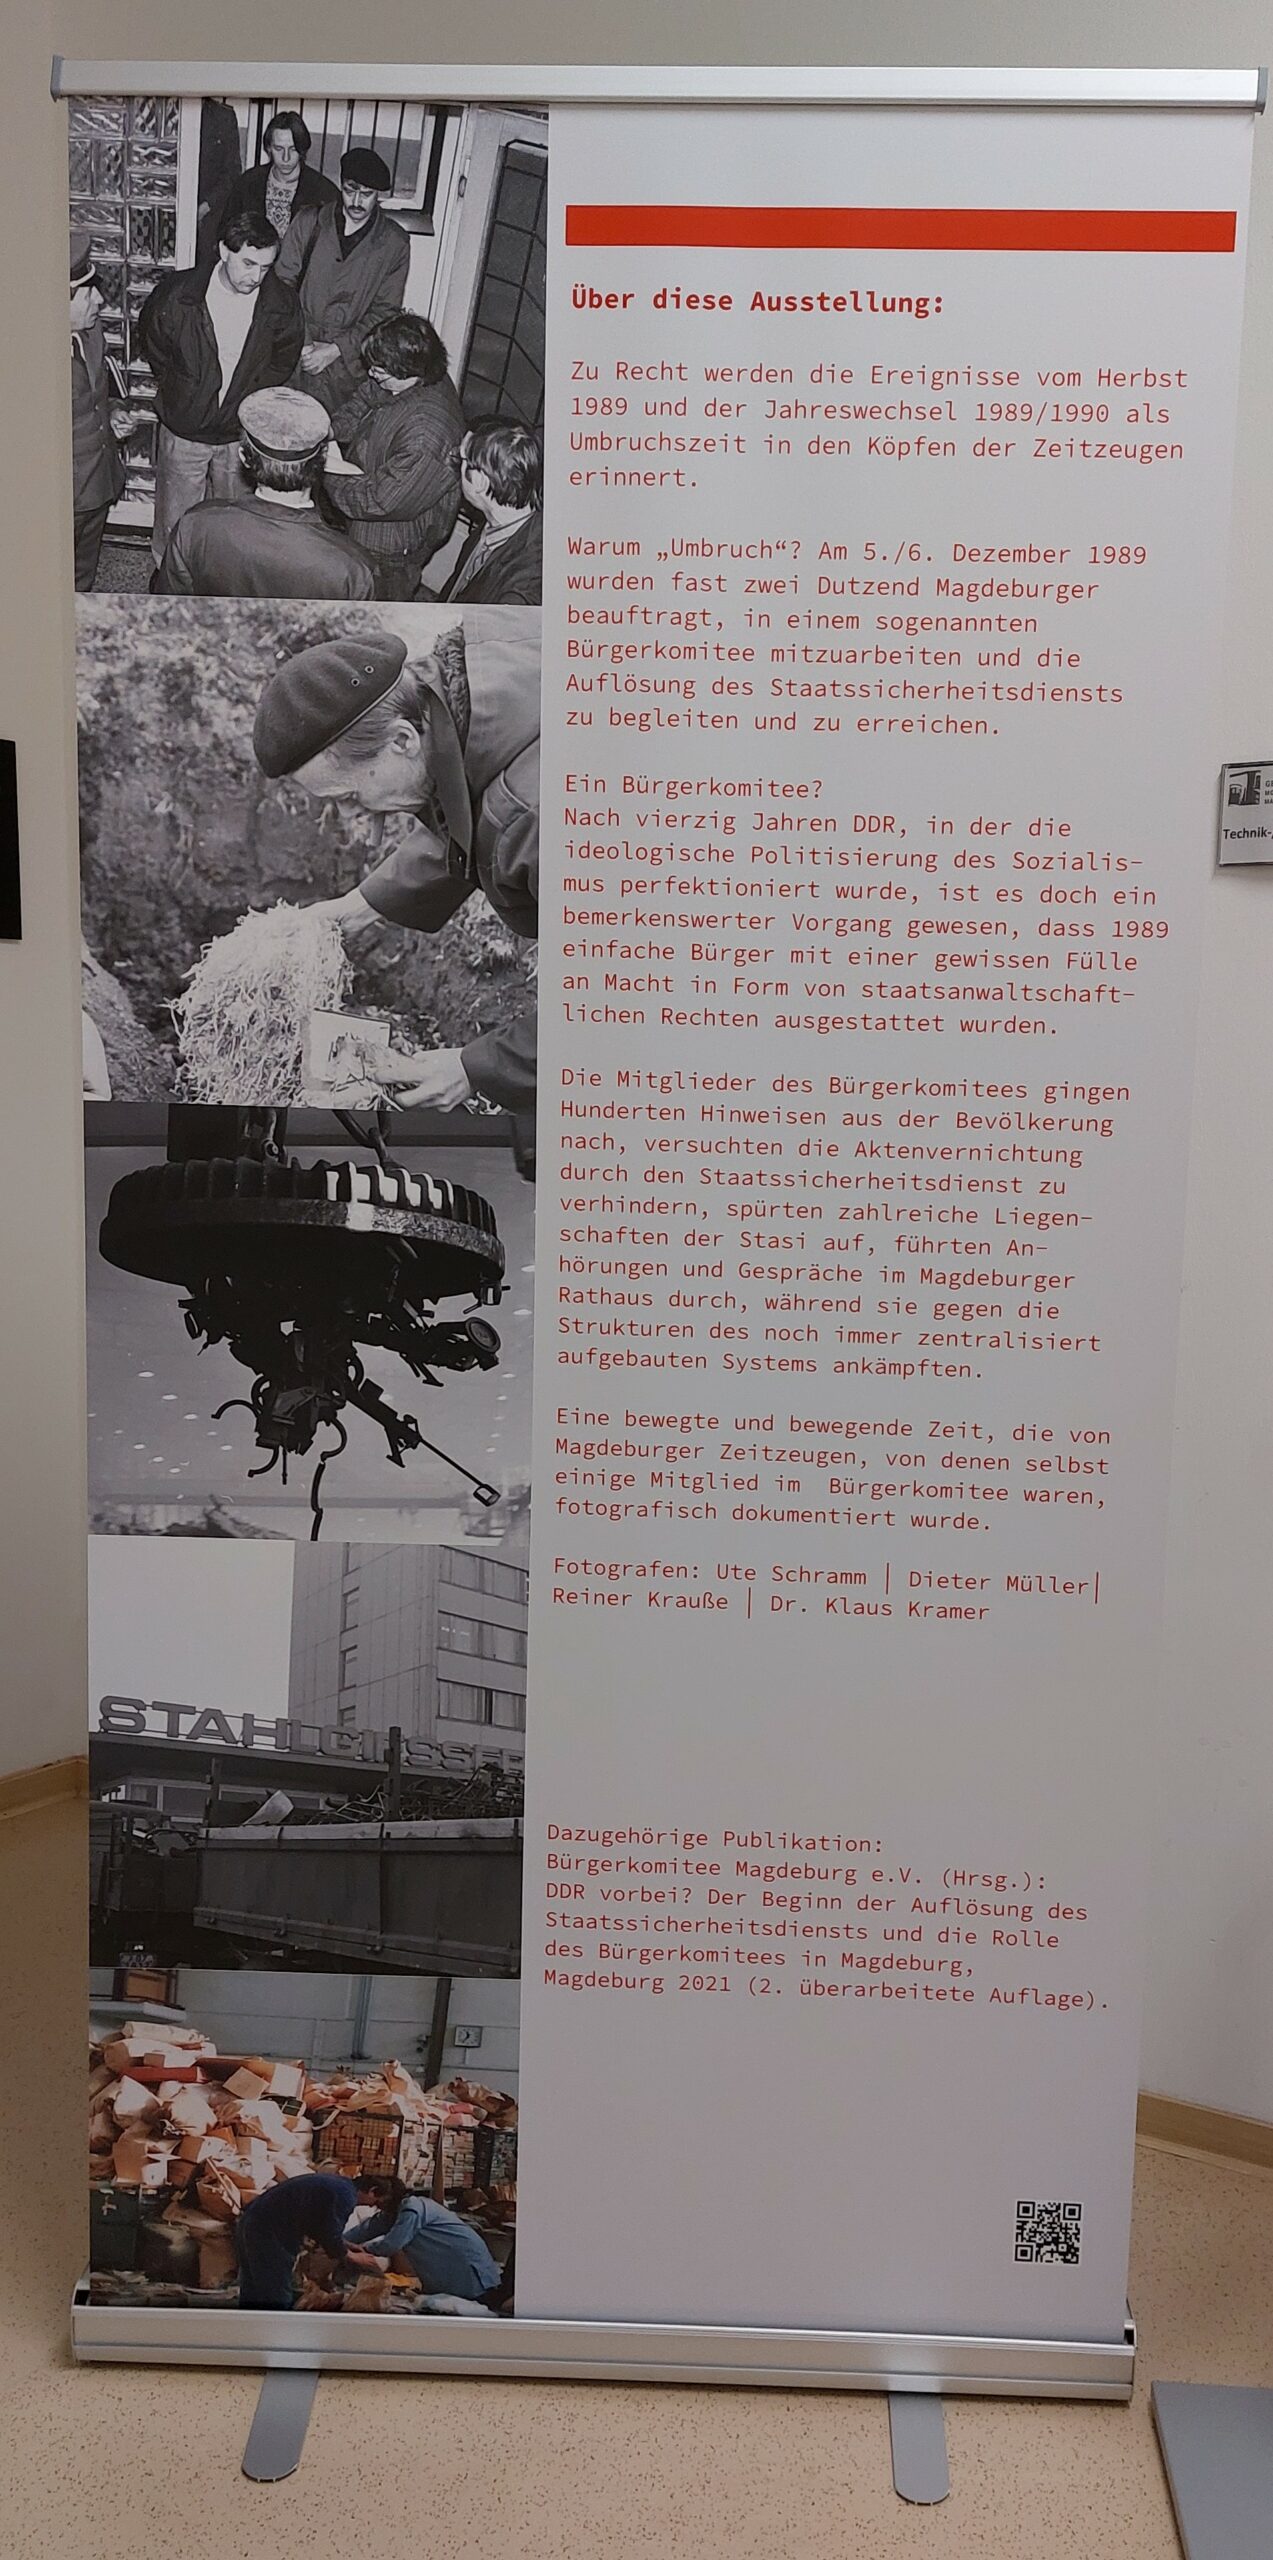 Über diese Ausstellung:
Zu Recht werden die Ereignisse vom Herbst
1989 und der Jahreswechsel 1989/1990 als
Umbruchszeit in den Köpfen der Zeitzeugen
erinnert.
Warum „Umbruch“? Am 5./6. Dezember 1989
wurden fast zwei Dutzend Magdeburger
beauftragt, in einem sogenannten
Bürgerkomitee mitzuarbeiten und die
Auflösung des Staatssicherheitsdiensts
zu begleiten und zu erreichen.
Ein Bürgerkomitee?
Nach vierzig Jahren DDR, in der die
ideologische Politisierung des Sozialis-
mus perfektioniert wurde, ist es doch ein
bemerkenswerter Vorgang gewesen, dass 1989
einfache Bürger mit einer gewissen Fülle
an Macht in Form von staatsanwaltschaft-
lichen Rechten ausgestattet wurden.
Die Mitglieder des Bürgerkomitees gingen
Hunderten Hinweisen aus der Bevölkerung
nach, versuchten die Aktenvernichtung
durch den Staatssicherheitsdienst zu
verhindern, spürten zahlreiche Liegen-
schaften der Stasi auf, führten An-
hörungen und Gespräche im Magdeburger
Rathaus durch, während sie gegen die
Strukturen des noch immer zentralisiert
aufgebauten Systems ankämpften.
Eine bewegte und bewegende Zeit, die von
Magdeburger Zeitzeugen, von denen selbst
einige Mitglied im Bürgerkomitee waren,
fotografisch dokumentiert wurde.
Fotografen: Ute Schramm | Dieter Müller|
Reiner Krauße | Dr. Klaus Kramer
Dazugehörige Publikation:
Bürgerkomitee Magdeburg e.V. (Hrsg.):
DDR vorbei? Der Beginn der Auflösung des
Staatssicherheitsdiensts und die Rolle
des Bürgerkomitees in Magdeburg,
Magdeburg 2021 (2. überarbeitete Auflage).
Technik-